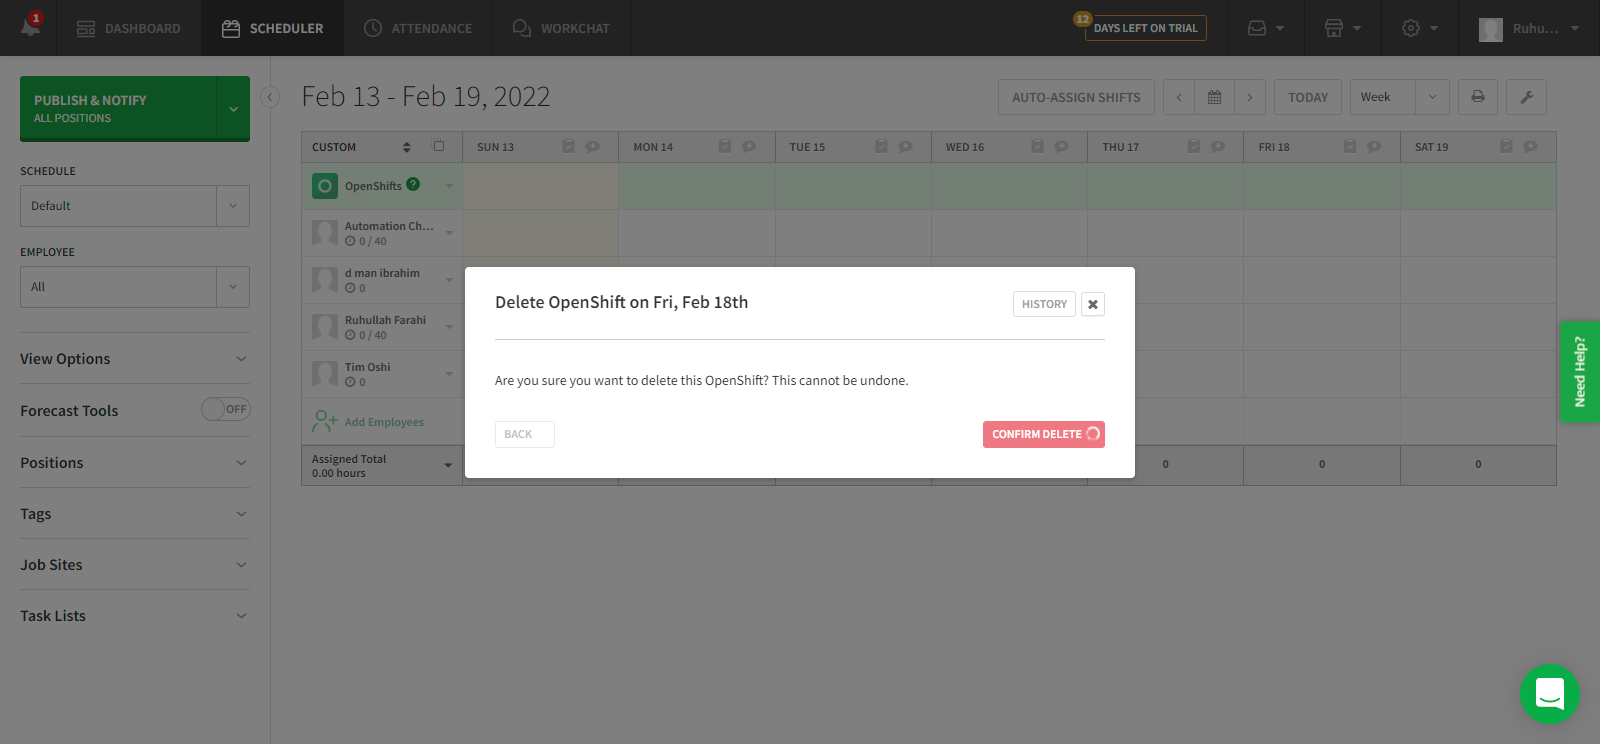 1
DASHBOARD
SCHEDULER
ATTENDANCE
WORKCHAT
12
DAYS LEFT ON TRIAL
Ruhu...
PUBLISH & NOTIFY
ALL POSITIONS
Feb 13 - Feb 19, 2022
AUTO-ASSIGN SHIFTS
TODAY
Week
SCHEDULE
Default
EMPLOYEE
All
View Options
Forecast Tools
OFF
Positions
Tags
Job Sites
Task Lists
CUSTOM
SUN 13
MON 14
TUE 15
WED 16
THU 17
FRI 18
SAT 19
OpenShifts ?
Automation Ch...
0 / 40
d man ibrahim
0
Ruhullah Farahi
0 / 40
Tim Oshi
0
Add Employees
Assigned Total
0.00 hours
0
0
0
Delete OpenShift on Fri, Feb 18th
HISTORY
Are you sure you want to delete this OpenShift? This cannot be undone.
BACK
CONFIRM DELETE
Need Help?